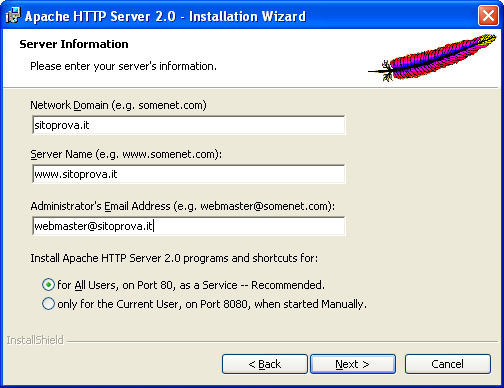 Apache HTTP Server 2.0 - Installation Wizard
Server Information
Please enter your server's information.
Network Domain (e.g. somenet.com)
sitoprova.it
Server Name (e.g. www.somenet.com):
www.sitoprova.it
Administrator's Email Address (e.g. webmaster@somenet.com):
webmaster@sitoprova.it
Install Apache HTTP Server 2.0 programs and shortcuts for:
for All Users, on Port 80, as a Service -- Recommended.
only for the Current User, on Port 8080, when started Manually.
InstallShield
< Back Next > Cancel